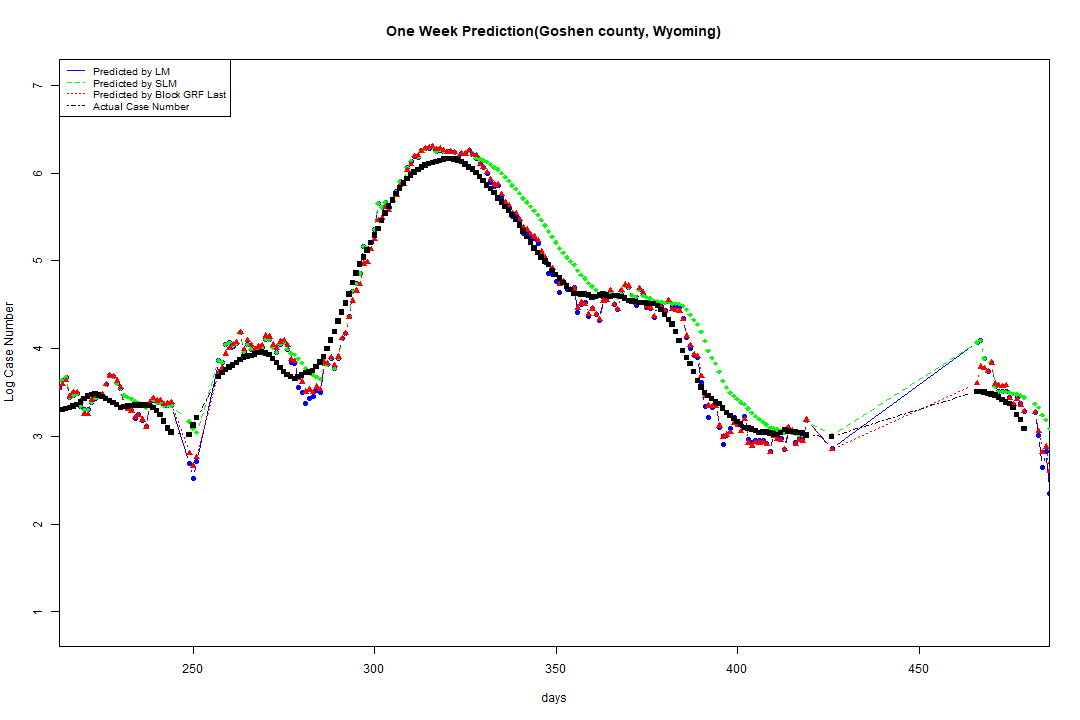 One Week Prediction(Goshen county, Wyoming)
Predicted by LM
Predicted by SLM
Predicted by Block GRF Last
Actual Case Number
7
6
5
4
3
2
1
Log Case Number
250
300
350
400
450
days